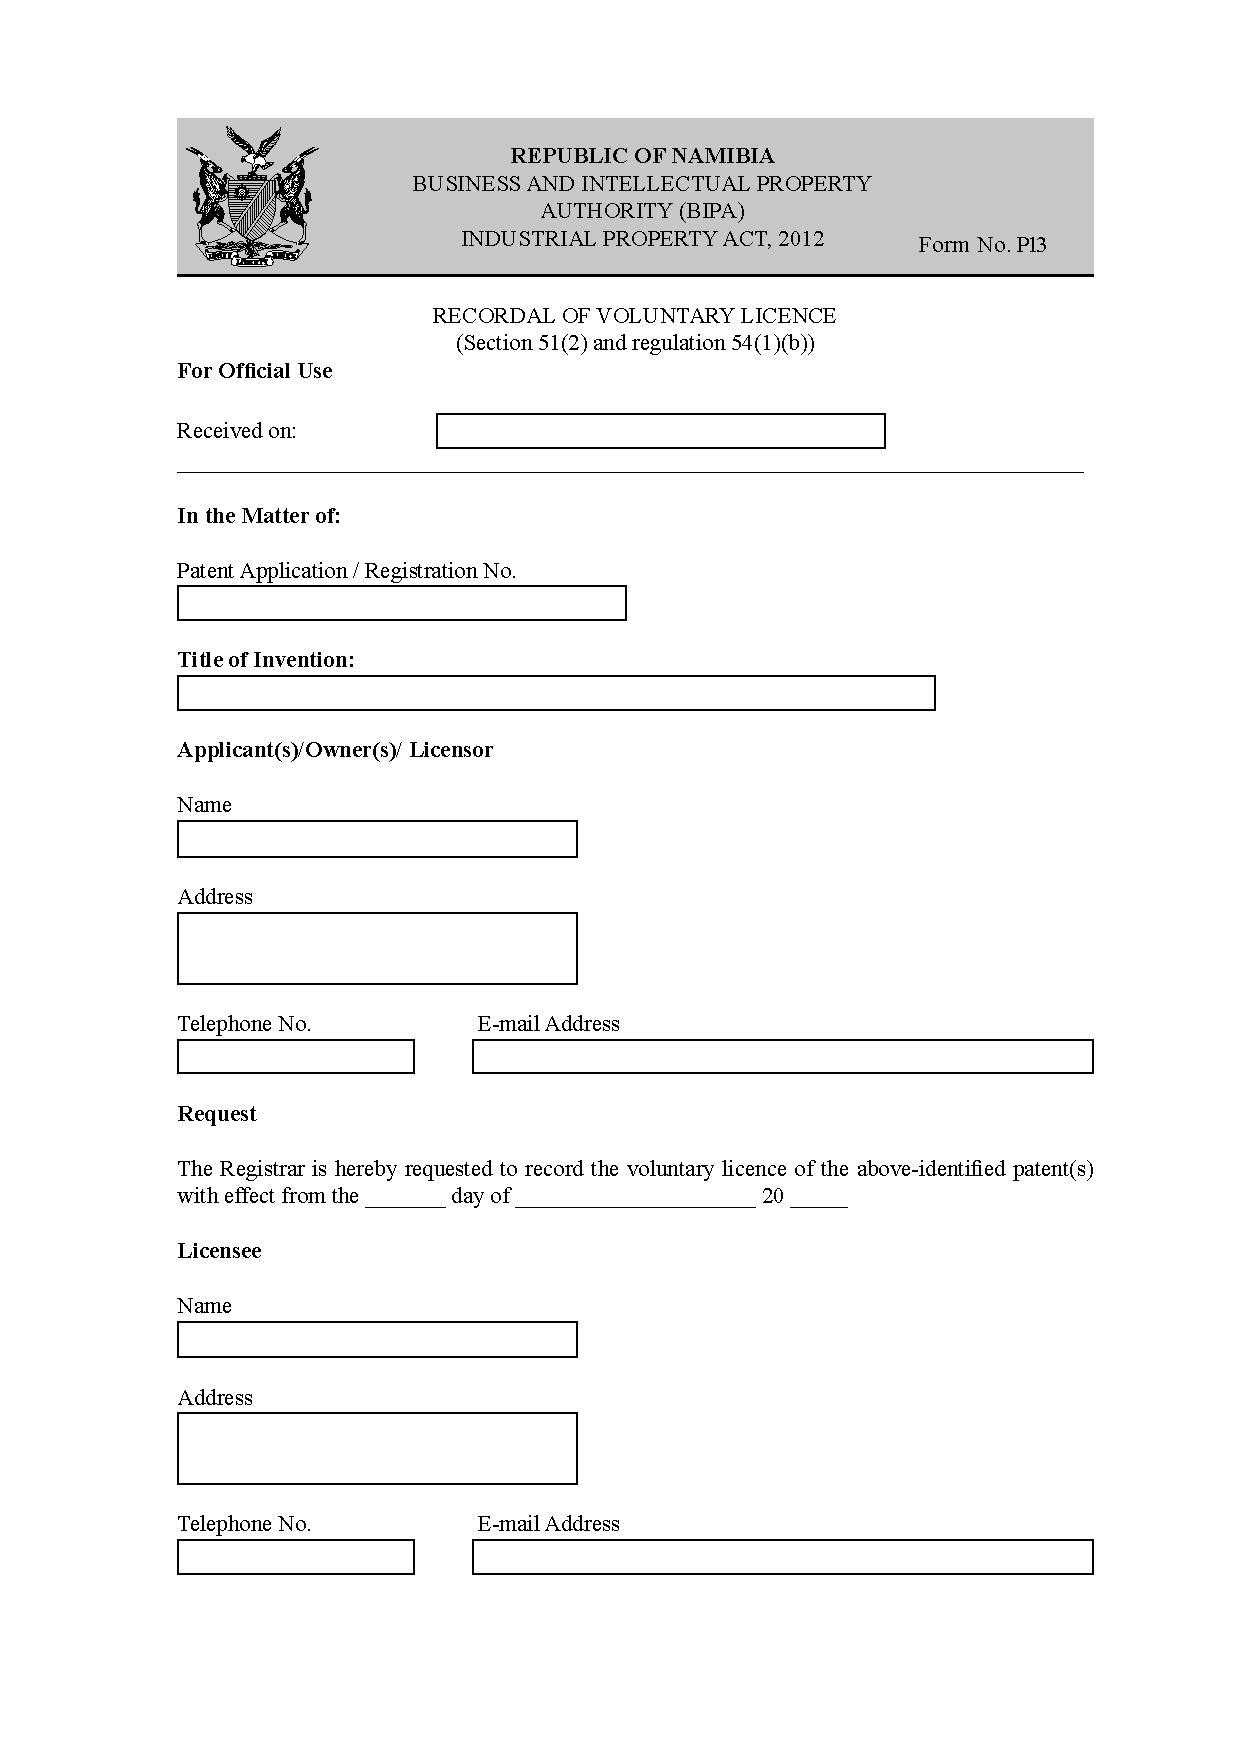 REPUBLIC OF NAMIBIA
BUSINESS AND INTELLECTUAL PROPERTY
AUTHORITY (BIPA)
INDUSTRIAL PROPERTY ACT, 2012
Form No. Pl3
RECORDAL OF VOLUNTARY LICENCE
(Section 51(2) and regulation 54(1)(b))
For Official Use
Received on:
In the Matter of:
Patent Application / Registration No.
Title of Invention:
Applicant(s)/Owner(s)/ Licensor
Name
Address
Telephone No. E-mail Address
Request
The Registrar is hereby requested to record the voluntary licence of the above-identified patent(s)
with effect from the _______ day of _____________________ 20 _____
Licensee
Name
Address
Telephone No. E-mail Address